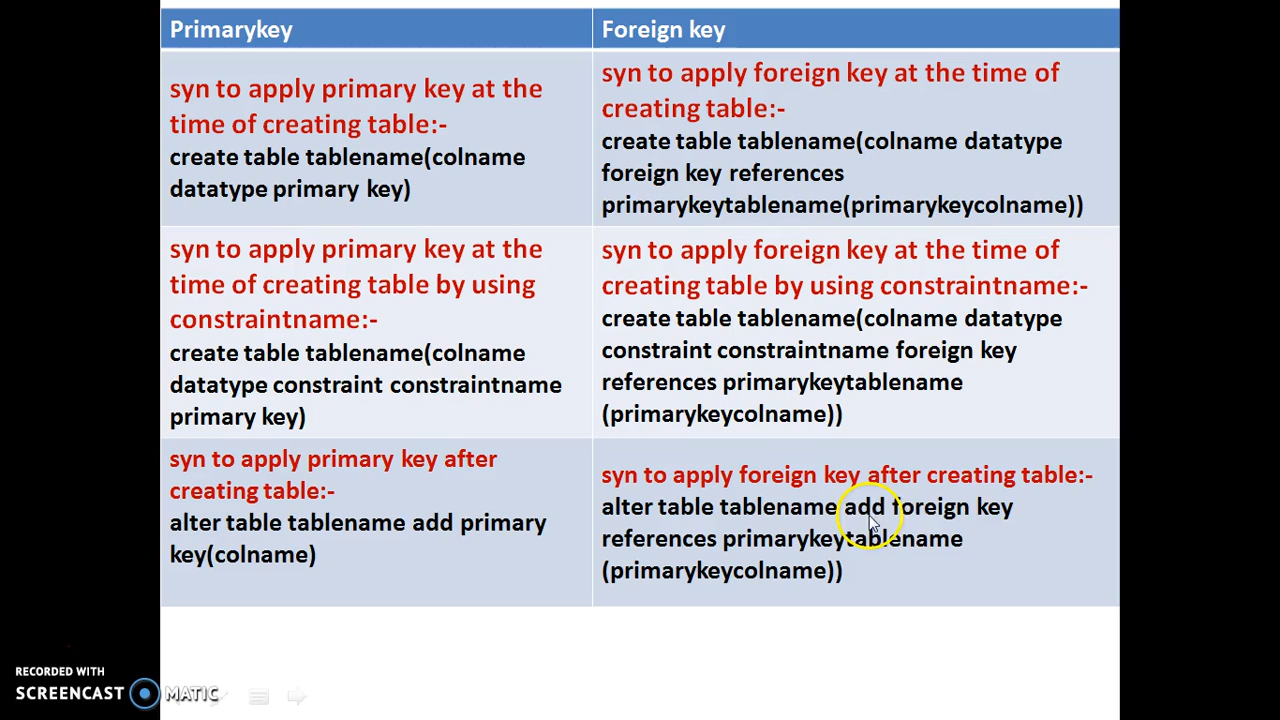 Primarykey
Foreign key
syn to apply primary key at the
time of creating table:-
create table tablename(colname
datatype primary key)
syn to apply foreign key at the time of
creating table:-
create table tablename(colname datatype
foreign key references
primarykeytablename(primarykeycolname))
syn to apply primary key at the
time of creating table by using
constraintname:-
create table tablename(colname
datatype constraint constraintname
primary key)
syn to apply foreign key at the time of
creating table by using constraintname:-
create table tablename(colname datatype
constraint constraintname foreign key
references primarykeytablename
(primarykeycolname))
syn to apply primary key after
creating table:-
alter table tablename add primary
key(colname)
syn to apply foreign key after creating table:-
alter table tablename add foreign key
references primarykeytablename
(primarykeycolname))
RECORDED WITH
SCREENCAST MATIC